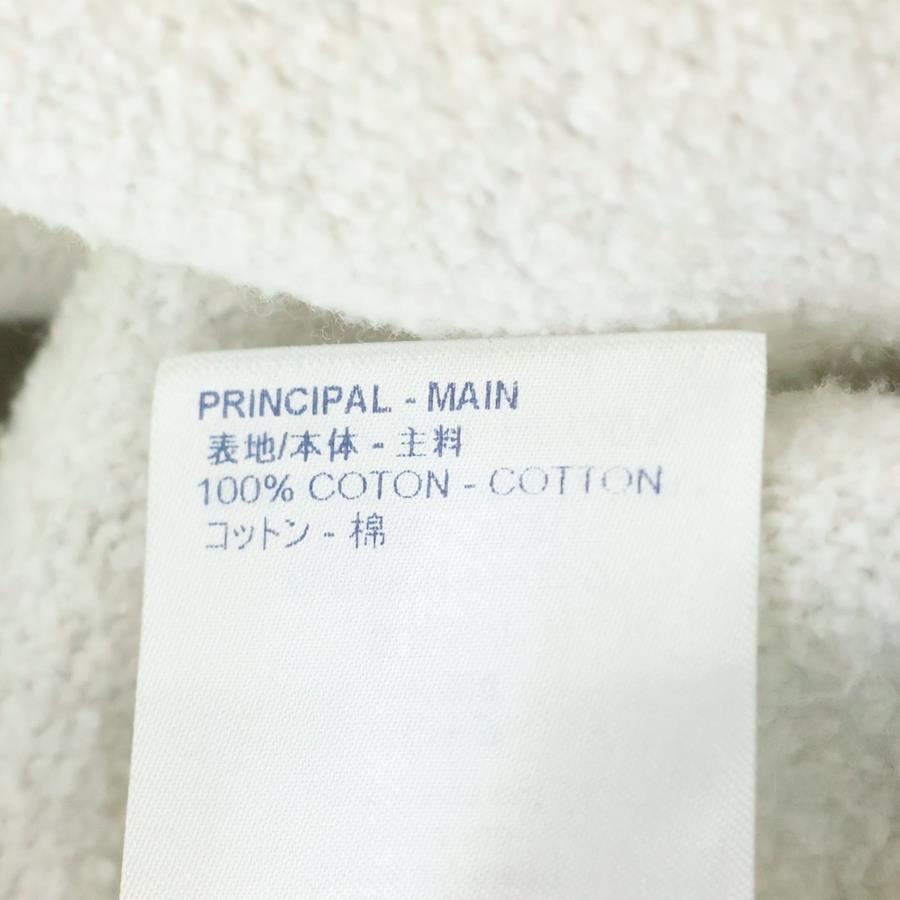 PRINCIPAL - MAIN
表地/本体 - 主料
100% COTON - COTTON
コットン - 棉